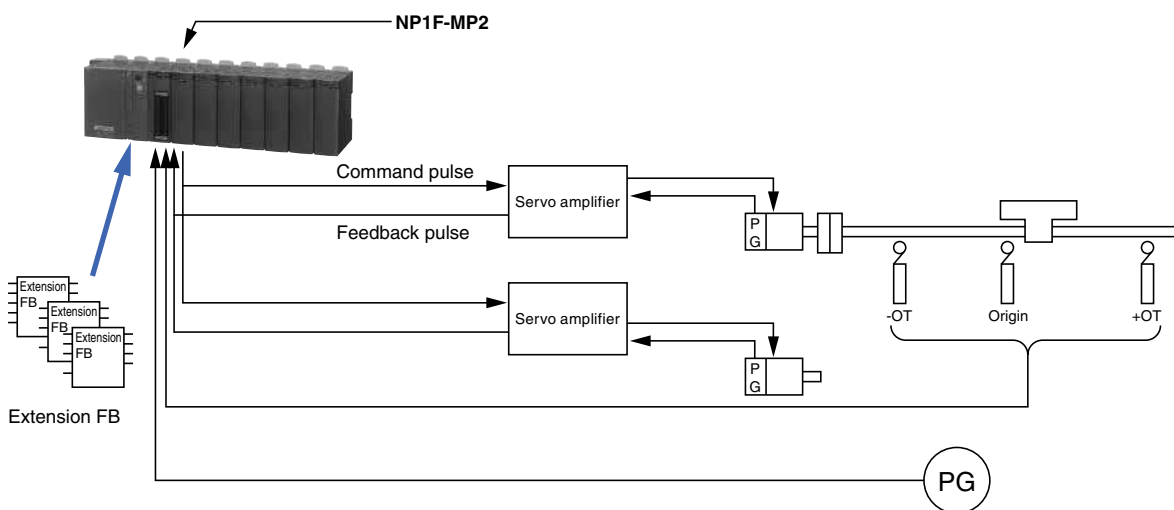 NP1F-MP2
Command pulse
Servo amplifier
Feedback pulse
P
G
Extension
FB
Extension
FB
Extension
FB
Extension FB
Servo amplifier
P
G
-OT
Origin
+OT
PG